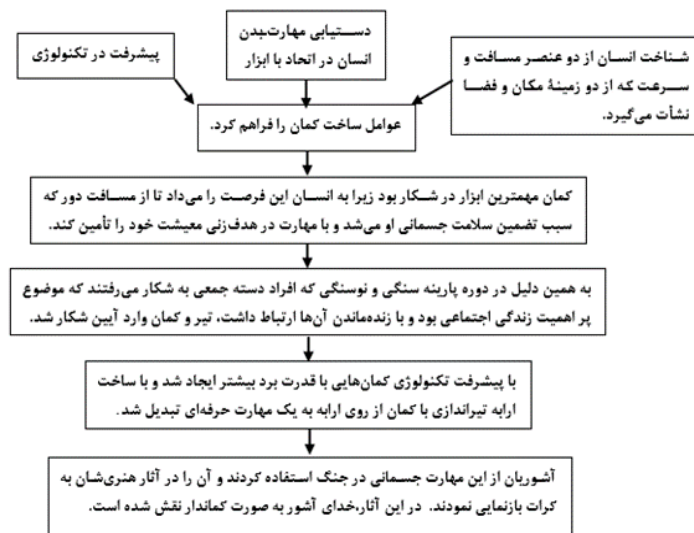 دستیابی مهارت‌بدن
انسان در اتحاد با ابزار
شناخت انسان از دو عنصر مسافت و
سرعت که از دو زمینهٔ مکان و فضا
نشأت می‌گیرد.
پیشرفت در تکنولوژی
عوامل ساخت کمان را فراهم کرد.
کمان مهمترین ابزار در شکار بود زیرا به انسان این فرصت را می‌داد تا از مسافت دور که
سبب تضمین سلامت جسمانی او می‌شد و با مهارت در هدف‌زنی معیشت خود را تأمین کند.
به همین دلیل در دوره پارینه سنگی و نوسنگی که افراد دسته جمعی به شکار می‌رفتند که موضوع
پر اهمیت زندگی اجتماعی بود و با زنده‌ماندن آن‌ها ارتباط داشت، تیر و کمان وارد آیین شکار شد.
با پیشرفت تکنولوژی کمان‌هایی با قدرت برد بیشتر ایجاد شد و با ساخت
ارابه تیراندازی با کمان از روی ارابه به یک مهارت حرفه‌ای تبدیل شد.
آشوریان از این مهارت جسمانی در جنگ استفاده کردند و آن را در آثار هنری‌شان به
کرات بازنمایی نمودند. در این آثار،خدای آشور به صورت کماندار نقش شده است.